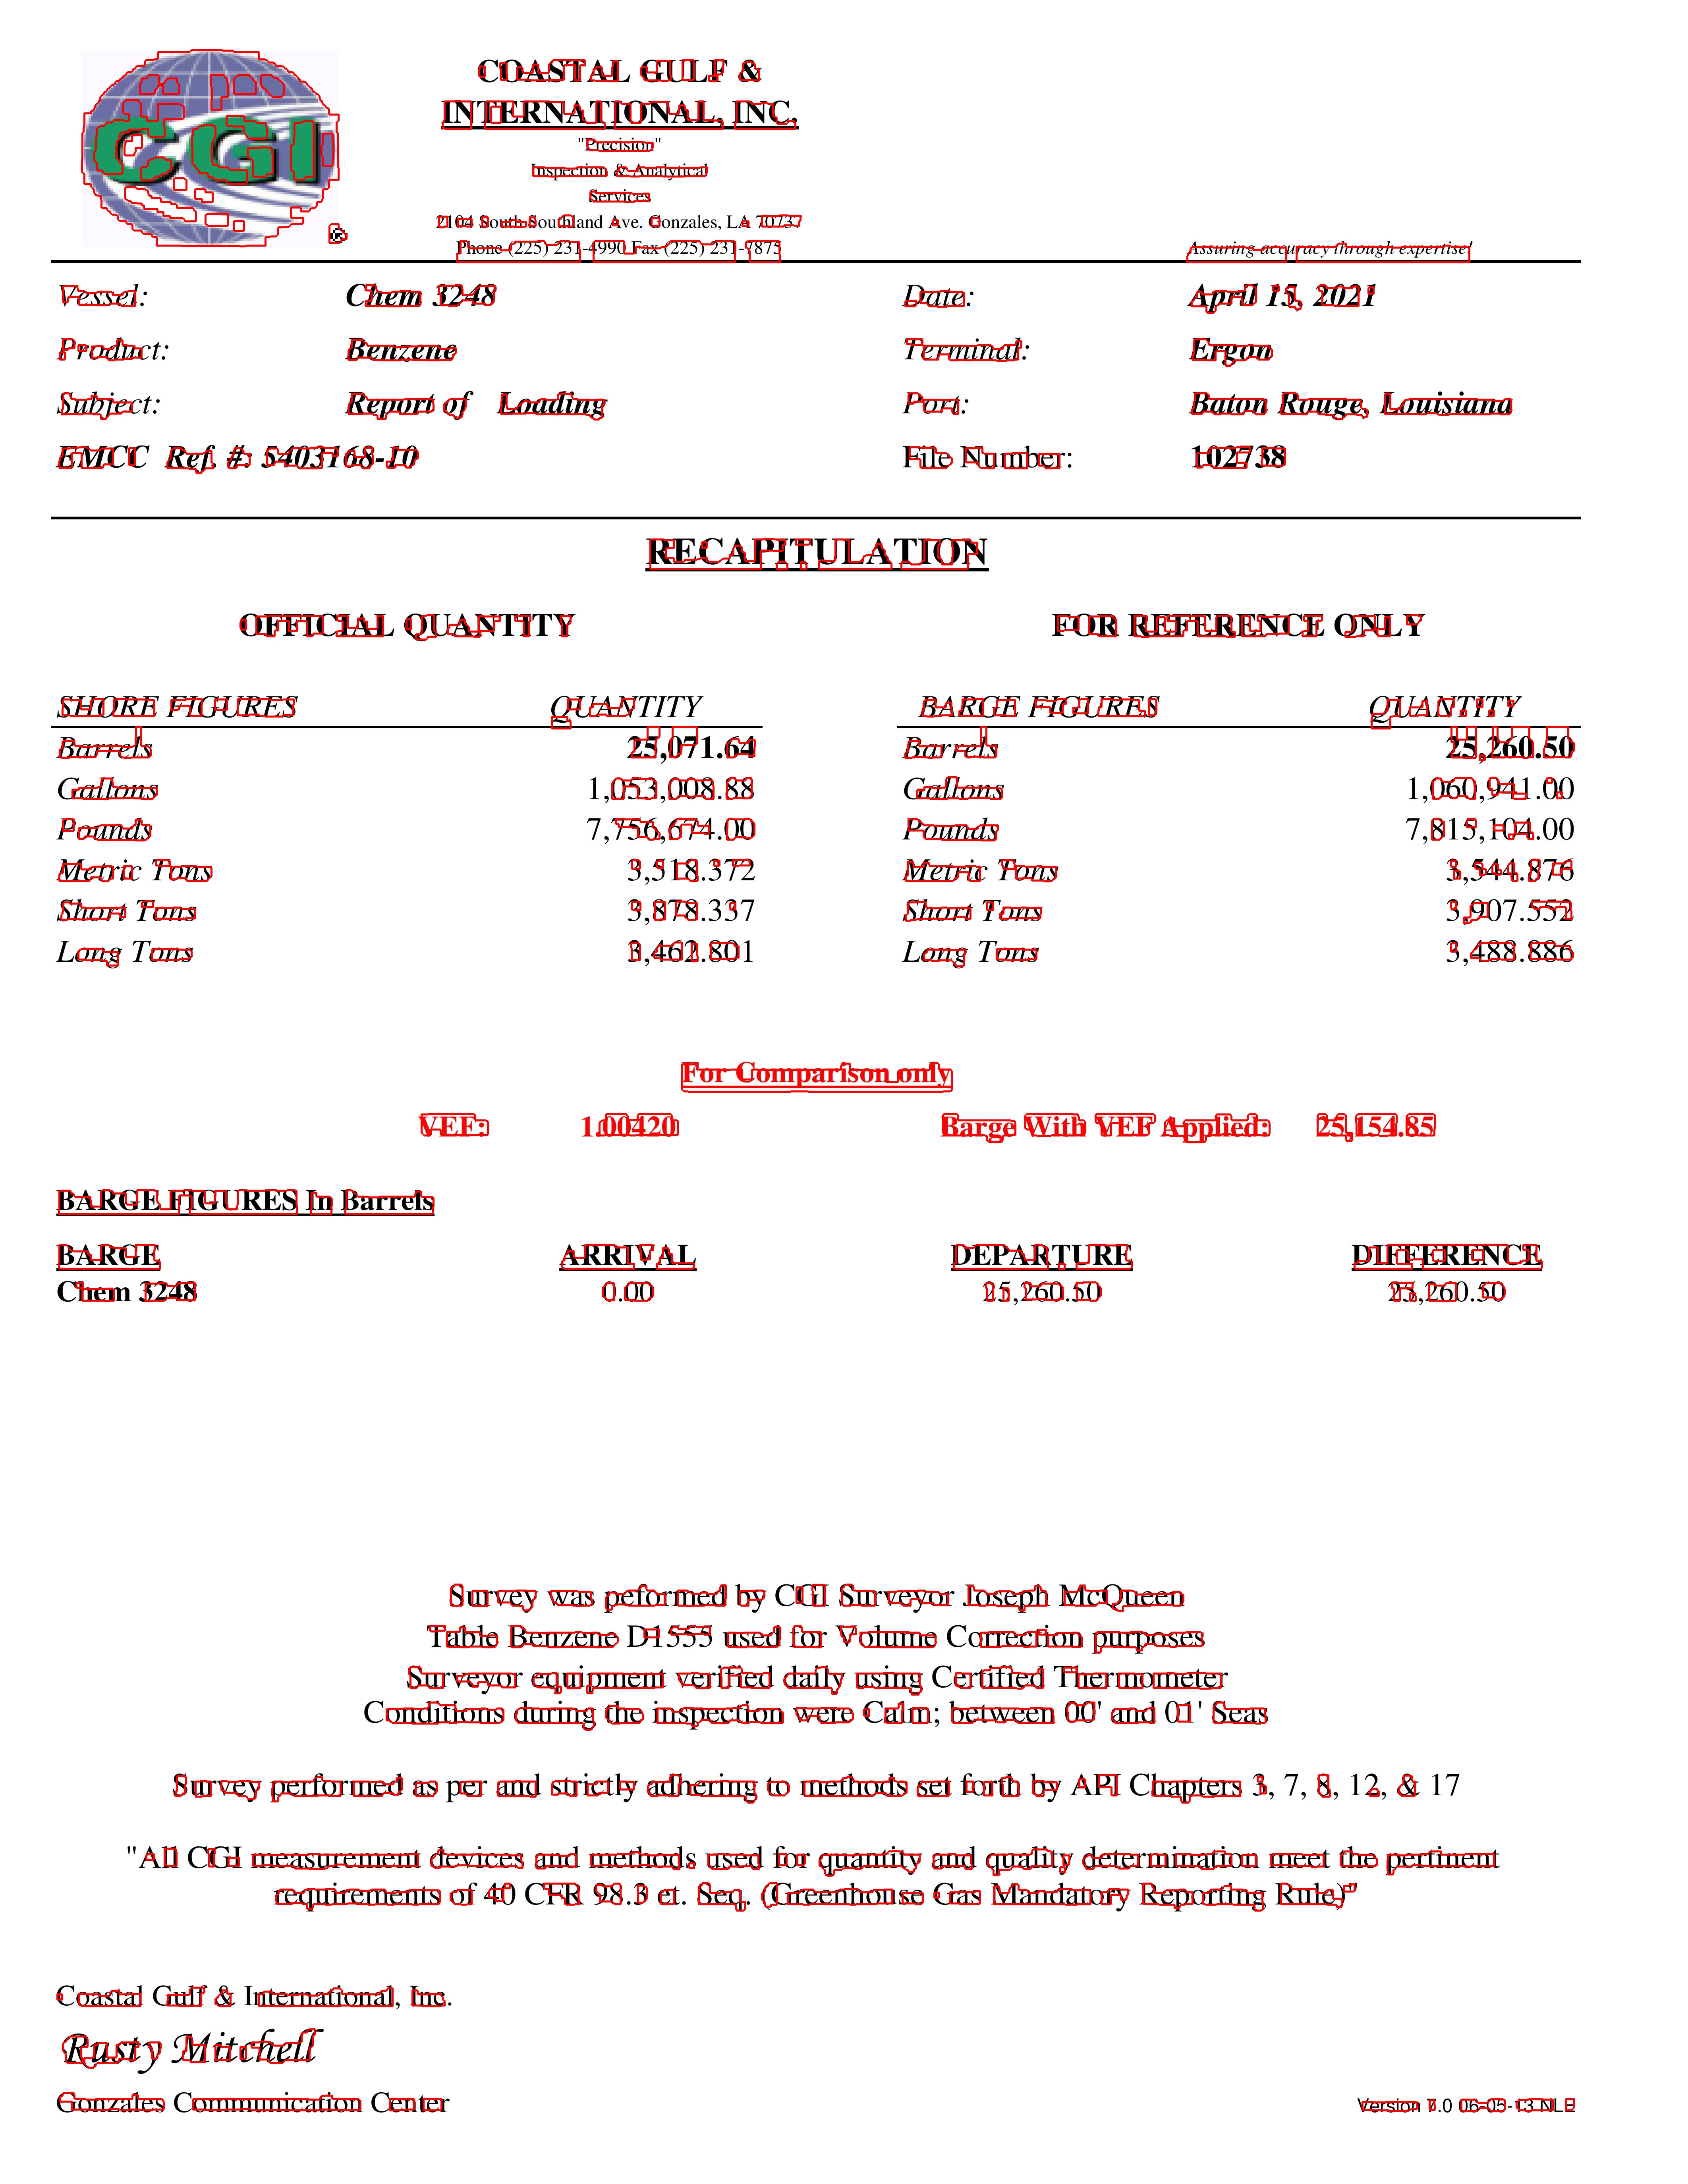 CGI
®
COASTAL GULF &
INTERNATIONAL, INC.
"Precision"
Inspection & Analytical
Services
2104 South Southland Ave. Gonzales, LA 70737
Phone (225) 231-4990 Fax (225) 231-7875
Assuring accuracy through expertise!
Vessel: Chem 3248 Date: April 15, 2021
Product: Benzene Terminal: Ergon
Subject: Report of Loading Port: Baton Rouge, Louisiana
EMCC Ref. #: 5403168-10 File Number: 102738
RECAPITULATION
OFFICIAL QUANTITY FOR REFERENCE ONLY
SHORE FIGURES QUANTITY BARGE FIGURES QUANTITY
Barrels 25,071.64 Barrels 25,260.50
Gallons 1,053,008.88 Gallons 1,060,941.00
Pounds 7,756,674.00 Pounds 7,815,104.00
Metric Tons 3,518.372 Metric Tons 3,544.876
Short Tons 3,878.337 Short Tons 3,907.552
Long Tons 3,462.801 Long Tons 3,488.886
For Comparison only
VEF: 1.00420 Barge With VEF Applied: 25,154.85
BARGE FIGURES In Barrels
BARGE ARRIVAL DEPARTURE DIFFERENCE
Chem 3248 0.00 25,260.50 25,260.50
Survey was peformed by CGI Surveyor Joseph McQueen
Table Benzene D1555 used for Volume Correction purposes
Surveyor equipment verified daily using Certified Thermometer
Conditions during the inspection were Calm; between 00' and 01' Seas
Survey performed as per and strictly adhering to methods set forth by API Chapters 3, 7, 8, 12, & 17
"All CGI measurement devices and methods used for quantity and quality determination meet the pertinent
requirements of 40 CFR 98.3 et. Seq. (Greenhouse Gas Mandatory Reporting Rule)"
Coastal Gulf & International, Inc.
Rusty Mitchell
Gonzales Communication Center
Version 7.0 06-05-13 NLE